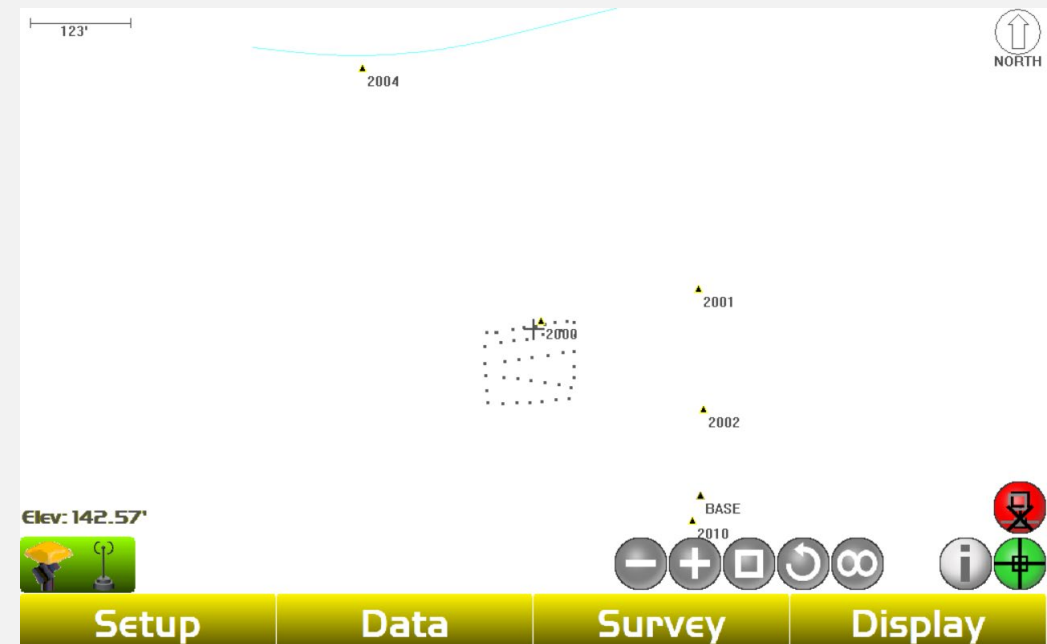 123'
NORTH
2004
2001
2000
2002
BASE
2010
Elev: 142.57'
i
Setup
Data
Survey
Display